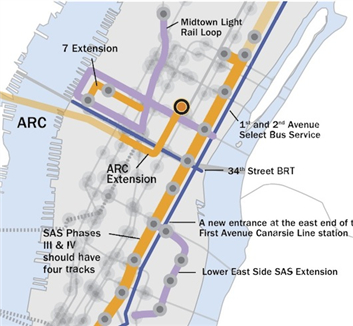 Midtown Light
Rail Loop
7 Extension
ARC
1st and 2nd Avenue
Select Bus Service
ARC
Extension
34th Street BRT
A new entrance at the east end of t
First Avenue Canarsie Line station.
SAS Phases
III & IV
should have
four tracks
Lower East Side SAS Extension